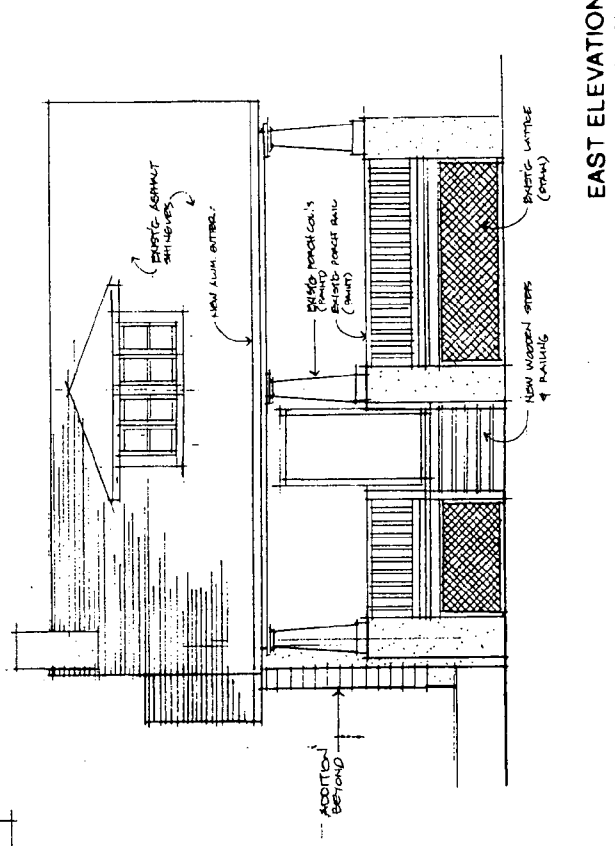 EXIST'G ASPHALT
SHINGLES
NEW ALUM. GUTTER
EXIST'G PORCH COL.'S
(PAINT)
EXIST'G PORCH RAIL
(PAINT)
EXIST'G LATTICE
(STAIN)
NEW WOODEN STEPS
& RAILING
ADDITION
BEYOND
EAST ELEVATION